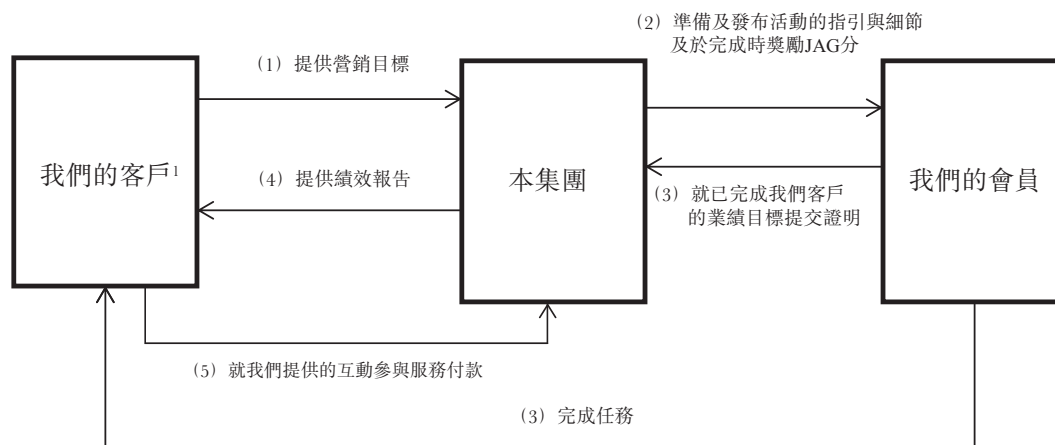 (2) 準備及發布活動的指引與細節
及於完成時獎勵JAG分
(1) 提供營銷目標
我們的客戶1
本集團
我們的會員
(4) 提供績效報告
(3) 就已完成我們客戶
的業績目標提交證明
(5) 就我們提供的互動參與服務付款
(3) 完成任務